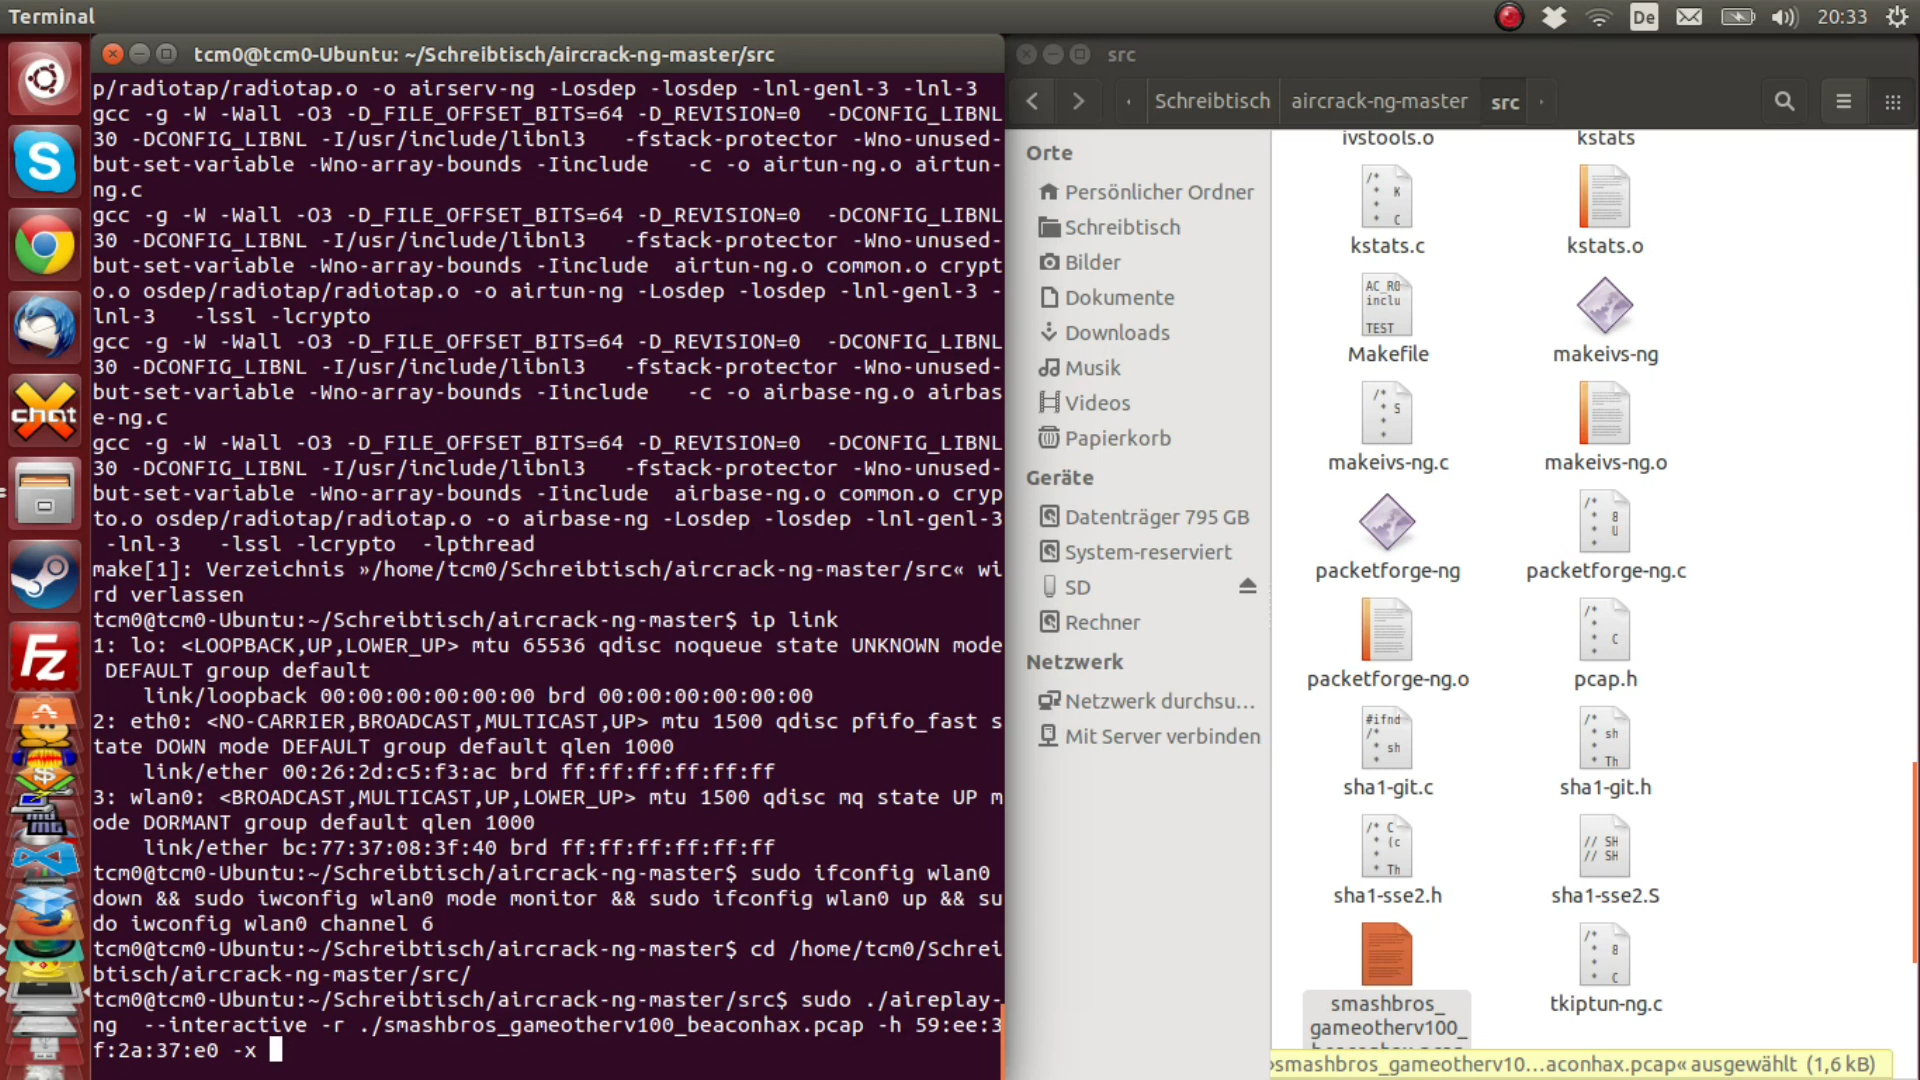 Terminal
De
20:33
tcm0@tcm0-Ubuntu: ~/Schreibtisch/aircrack-ng-master/src
p/radiotap/radiotap.o -o airserv-ng -Losdep -losdep -lnl-genl-3 -lnl-3
gcc -g -W -Wall -O3 -D_FILE_OFFSET_BITS=64 -D_REVISION=0  -DCONFIG_LIBNL
30 -DCONFIG_LIBNL -I/usr/include/libnl3   -fstack-protector -Wno-unused-
but-set-variable -Wno-array-bounds -Iinclude   -c -o airtun-ng.o airtun-
ng.c
gcc -g -W -Wall -O3 -D_FILE_OFFSET_BITS=64 -D_REVISION=0  -DCONFIG_LIBNL
30 -DCONFIG_LIBNL -I/usr/include/libnl3   -fstack-protector -Wno-unused-
but-set-variable -Wno-array-bounds -Iinclude  airtun-ng.o common.o crypt
o.o osdep/radiotap/radiotap.o -o airtun-ng -Losdep -losdep -lnl-genl-3 -
lnl-3   -lssl -lcrypto
gcc -g -W -Wall -O3 -D_FILE_OFFSET_BITS=64 -D_REVISION=0  -DCONFIG_LIBNL
30 -DCONFIG_LIBNL -I/usr/include/libnl3   -fstack-protector -Wno-unused-
but-set-variable -Wno-array-bounds -Iinclude   -c -o airbase-ng.o airbas
e-ng.c
gcc -g -W -Wall -O3 -D_FILE_OFFSET_BITS=64 -D_REVISION=0  -DCONFIG_LIBNL
30 -DCONFIG_LIBNL -I/usr/include/libnl3   -fstack-protector -Wno-unused-
but-set-variable -Wno-array-bounds -Iinclude  airbase-ng.o common.o cryp
to.o osdep/radiotap/radiotap.o -o airbase-ng -Losdep -losdep -lnl-genl-3
 -lnl-3   -lssl -lcrypto  -lpthread
make[1]: Verzeichnis »/home/tcm0/Schreibtisch/aircrack-ng-master/src« wi
rd verlassen
tcm0@tcm0-Ubuntu:~/Schreibtisch/aircrack-ng-master$ ip link
1: lo: <LOOPBACK,UP,LOWER_UP> mtu 65536 qdisc noqueue state UNKNOWN mode
 DEFAULT group default
    link/loopback 00:00:00:00:00:00 brd 00:00:00:00:00:00
2: eth0: <NO-CARRIER,BROADCAST,MULTICAST,UP> mtu 1500 qdisc pfifo_fast s
tate DOWN mode DEFAULT group default qlen 1000
    link/ether 00:26:2d:c5:f3:ac brd ff:ff:ff:ff:ff:ff
3: wlan0: <BROADCAST,MULTICAST,UP,LOWER_UP> mtu 1500 qdisc mq state UP m
ode DORMANT group default qlen 1000
    link/ether bc:77:37:08:3f:40 brd ff:ff:ff:ff:ff:ff
tcm0@tcm0-Ubuntu:~/Schreibtisch/aircrack-ng-master$ sudo ifconfig wlan0
down && sudo iwconfig wlan0 mode monitor && sudo ifconfig wlan0 up && su
do iwconfig wlan0 channel 6
tcm0@tcm0-Ubuntu:~/Schreibtisch/aircrack-ng-master$ cd /home/tcm0/Schrei
btisch/aircrack-ng-master/src/
tcm0@tcm0-Ubuntu:~/Schreibtisch/aircrack-ng-master/src$ sudo ./aireplay-
ng  --interactive -r ./smashbros_gameotherv100_beaconhax.pcap -h 59:ee:3
f:2a:37:e0 -x
chat
src
Schreibtisch
aircrack-ng-master
src
Orte
Persönlicher Ordner
Schreibtisch
Bilder
Dokumente
Downloads
Musik
Videos
Papierkorb
Geräte
Datenträger 795 GB
System-reserviert
SD
Rechner
Netzwerk
Netzwerk durchsu...
Mit Server verbinden
ivstools.o
kstats
kstats.c
kstats.o
Makefile
makeivs-ng
makeivs-ng.c
makeivs-ng.o
packetforge-ng
packetforge-ng.c
packetforge-ng.o
pcap.h
sha1-git.c
sha1-git.h
sha1-sse2.h
sha1-sse2.S
smashbros_
gameotherv100_
tkiptun-ng.c
»smashbros_gameotherv10...aconhax.pcap« ausgewählt (1,6 kB)